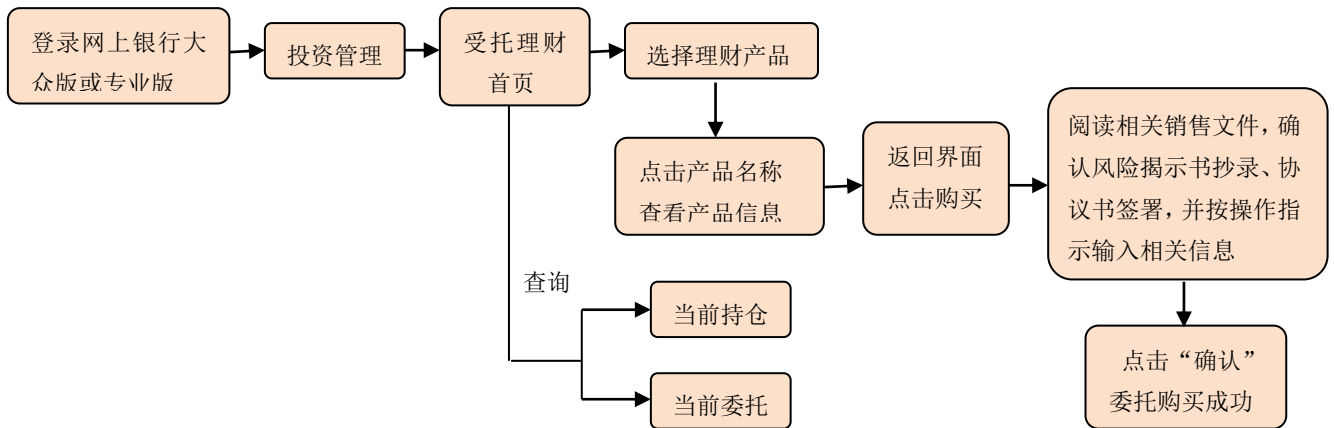 登录网上银行大
众版或专业版
投资管理
受托理财
首页
选择理财产品
点击产品名称
查看产品信息
返回界面
点击购买
阅读相关销售文件，确
认风险揭示书抄录、协
议书签署，并按操作指
示输入相关信息
查询
当前持仓
当前委托
点击“确认”
委托购买成功